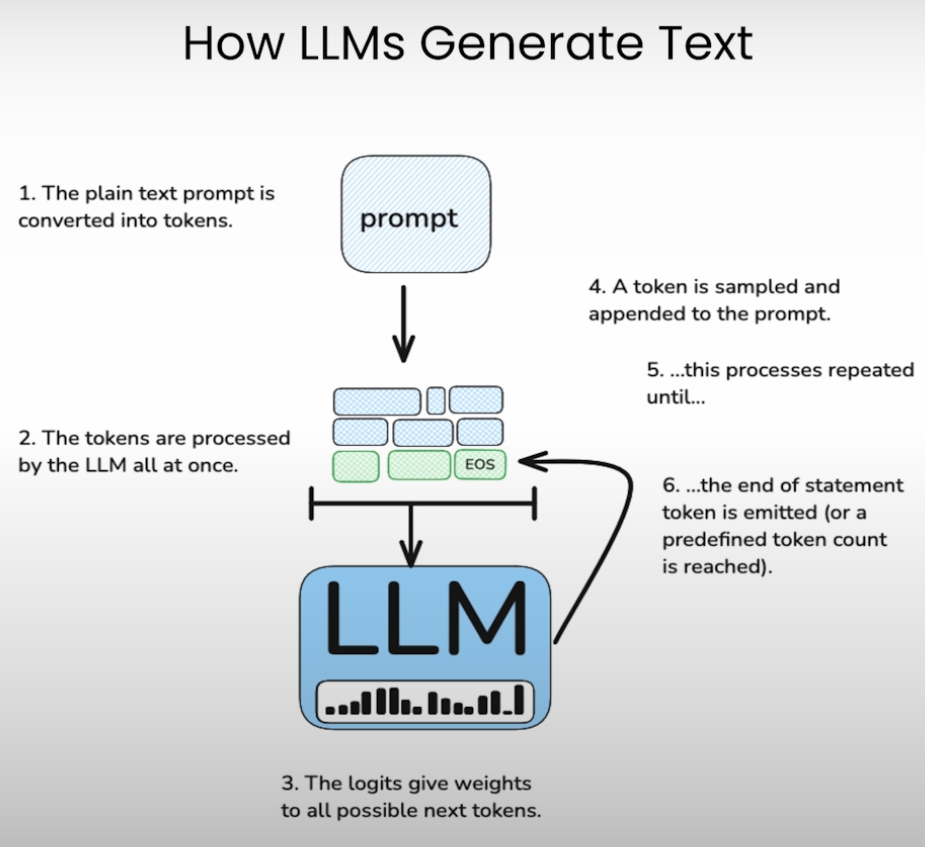 How LLMs Generate Text
1. The plain text prompt is
converted into tokens.
prompt
2. The tokens are processed
by the LLM all at once.
EOS
LLM
3. The logits give weights
to all possible next tokens.
4. A token is sampled and
appended to the prompt.
5. ...this processes repeated
until...
6. ...the end of statement
token is emitted (or a
predefined token count
is reached).